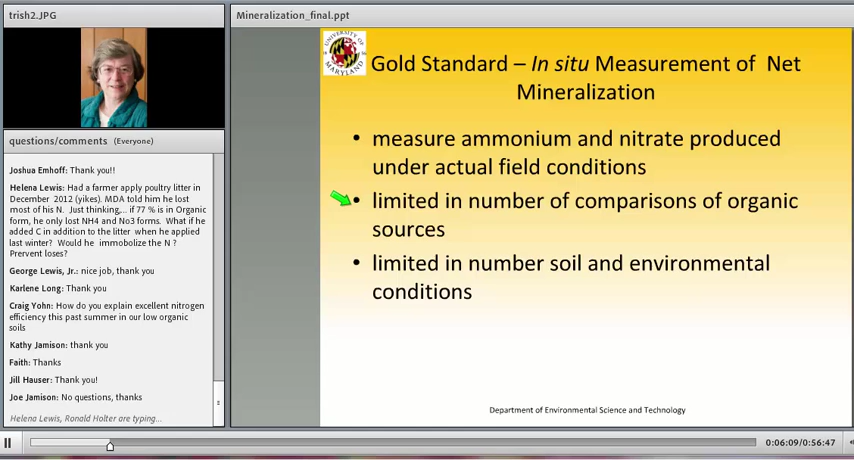 trish2.JPG
Mineralization_final.ppt
Gold Standard – In situ Measurement of Net
Mineralization
• measure ammonium and nitrate produced
under actual field conditions
• limited in number of comparisons of organic
sources
• limited in number soil and environmental
conditions
Department of Environmental Science and Technology
questions/comments (Everyone)
Joshua Emhoff: Thank you!!
Helena Lewis: Had a farmer apply poultry litter in
December 2012 (yikes). MDA told him he lost
most of his N. Just thinking,... if 77 % is in Organic
form, he only lost NH4 and No3 forms. What if he
added C in addition to the litter when he applied
last winter? Would he immobilize the N ?
Prervent loses?
George Lewis, Jr.: nice job, thank you
Karlene Long: Thank you
Craig Yohn: How do you explain excellent nitrogen
efficiency this past summer in our low organic
soils
Kathy Jamison: thank you
Faith: Thanks
Jill Hauser: Thank you!
Joe Jamison: No questions, thanks
Helena Lewis, Ronald Holter are typing...
0:06:09/0:56:47